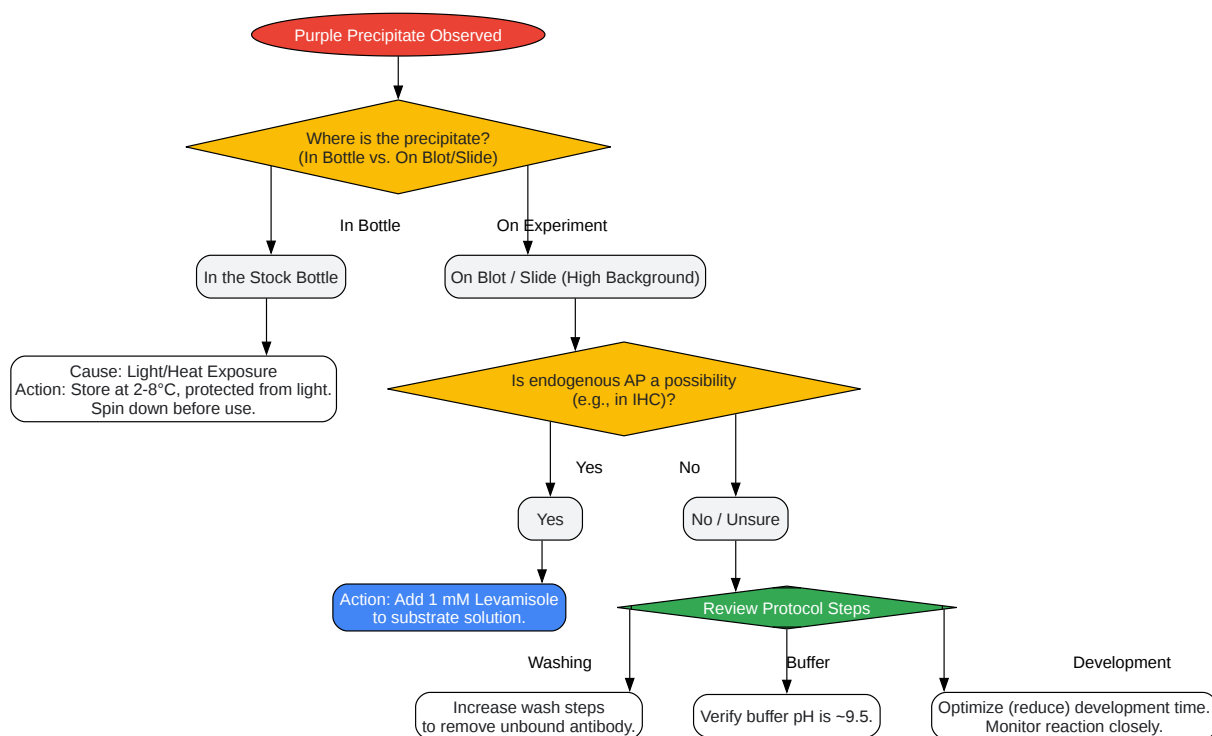 Purple Precipitate Observed
Where is the precipitate?
(In Bottle vs. On Blot/Slide)
In Bottle
On Experiment
In the Stock Bottle
On Blot / Slide (High Background)
Cause: Light/Heat Exposure
Action: Store at 2-8°C, protected from light.
Spin down before use.
Is endogenous AP a possibility
(e.g., in IHC)?
Yes
No
Yes
No / Unsure
Action: Add 1 mM Levamisole
to substrate solution.
Review Protocol Steps
Washing
Buffer
Development
Increase wash steps
to remove unbound antibody.
Verify buffer pH is ~9.5.
Optimize (reduce) development time.
Monitor reaction closely.